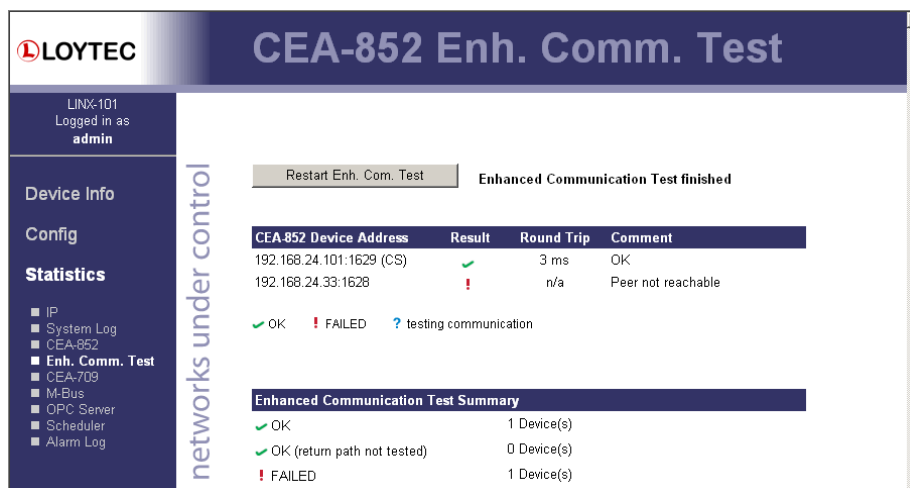 LOYTEC
CEA-852 Enh. Comm. Test
LINX-101
Logged in as
admin
Device Info
Config
Statistics
IP
System Log
CEA-852
Enh. Comm. Test
CEA-709
M-Bus
OPC Server
Scheduler
Alarm Log
networks under control
Restart Enh. Com. Test Enhanced Communication Test finished
CEA-852 Device Address Result Round Trip Comment
192.168.24.101:1629 (CS) 3 ms OK
192.168.24.33:1628 ! n/a Peer not reachable
OK ! FAILED ? testing communication
Enhanced Communication Test Summary
OK 1 Device(s)
OK (return path not tested) 0 Device(s)
! FAILED 1 Device(s)